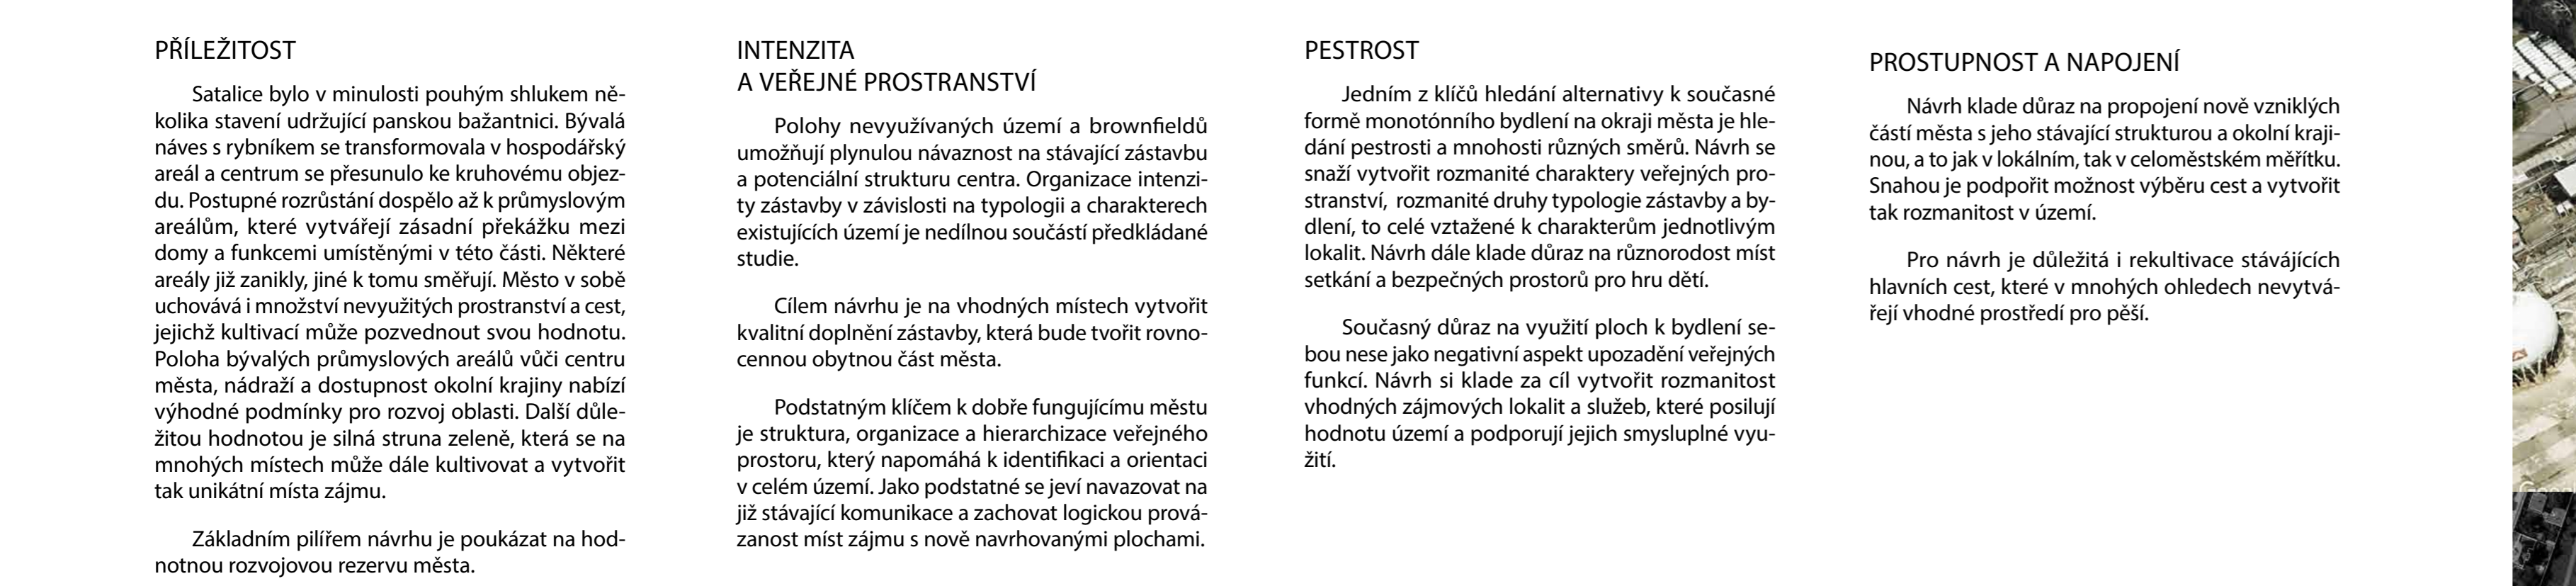 PŘÍLEŽITOST
Satalice bylo v minulosti pouhým shlukem ně-
kolika stavení udržující panskou bažantnici. Bývalá
náves s rybníkem se transformovala v hospodářský
areál a centrum se přesunulo ke kruhovému objez-
du. Postupné rozrůstání dospělo až k průmyslovým
areálům, které vytvářejí zásadní překážku mezi
domy a funkcemi umístěnými v této části. Některé
areály již zanikly, jiné k tomu směřují. Město v sobě
uchovává i množství nevyužitých prostranství a cest,
jejichž kultivací může pozvednout svou hodnotu.
Poloha bývalých průmyslových areálů vůči centru
města, nádraží a dostupnost okolní krajiny nabízí
výhodné podmínky pro rozvoj oblasti. Další důle-
žitou hodnotou je silná struna zeleně, která se na
mnohých místech může dále kultivovat a vytvořit
tak unikátní místa zájmu.
Základním pilířem návrhu je poukázat na hod-
notnou rozvojovou rezervu města.
INTENZITA
A VEŘEJNÉ PROSTRANSTVÍ
Polohy nevyužívaných území a brownfieldů
umožňují plynulou návaznost na stávající zástavbu
a potenciální strukturu centra. Organizace intenzi-
ty zástavby v závislosti na typologii a charakterech
existujících území je nedílnou součástí předkládané
studie.
Cílem návrhu je na vhodných místech vytvořit
kvalitní doplnění zástavby, která bude tvořit rovno-
cennou obytnou část města.
Podstatným klíčem k dobře fungujícímu městu
je struktura, organizace a hierarchizace veřejného
prostoru, který napomáhá k identifikaci a orientaci
v celém území. Jako podstatné se jeví navazovat na
již stávající komunikace a zachovat logickou prová-
zanost míst zájmu s nově navrhovanými plochami.
PESTROST
Jedním z klíčů hledání alternativy k současné
formě monotónního bydlení na okraji města je hle-
dání pestrosti a mnohosti různých směrů. Návrh se
snaží vytvořit rozmanité charaktery veřejných pro-
stranství, rozmanité druhy typologie zástavby a by-
dlení, to celé vztažené k charakterům jednotlivým
lokalit. Návrh dále klade důraz na různorodost míst
setkání a bezpečných prostorů pro hru dětí.
Současný důraz na využití ploch k bydlení se-
bou nese jako negativní aspekt upozadění veřejných
funkcí. Návrh si klade za cíl vytvořit rozmanitost
vhodných zájmových lokalit a služeb, které posilují
hodnotu území a podporují jejich smysluplné vyu-
žití.
PROSTUPNOST A NAPOJENÍ
Návrh klade důraz na propojení nově vzniklých
částí města s jeho stávající strukturou a okolní kraji-
nou, a to jak v lokálním, tak v celoměstském měřítku.
Snahou je podpořit možnost výběru cest a vytvořit
tak rozmanitost v území.
Pro návrh je důležitá i rekultivace stávájících
hlavních cest, které v mnohých ohledech nevytvá-
řejí vhodné prostředí pro pěší.